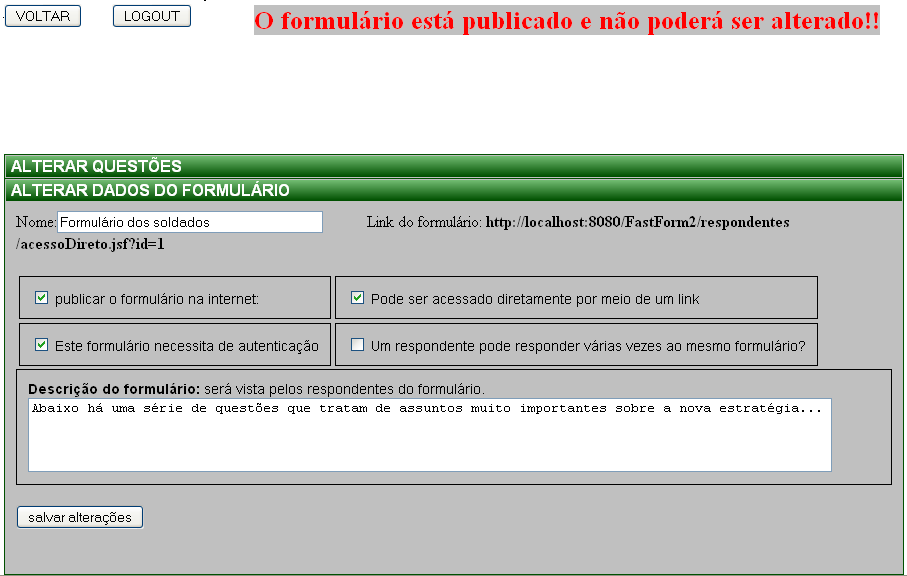 VOLTAR LOGOUT O formulário está publicado e não poderá ser alterado!!
ALTERAR QUESTÕES
ALTERAR DADOS DO FORMULÁRIO
Nome: Formulário dos soldados Link do formulário: http://localhost:8080/FastForm2/respondentes
/acessoDireto.jsf?id=1
publicar o formulário na internet: Pode ser acessado diretamente por meio de um link
Este formulário necessita de autenticação Um respondente pode responder várias vezes ao mesmo formulário?
Descrição do formulário: será vista pelos respondentes do formulário.
Abaixo há uma série de questões que tratam de assuntos muito importantes sobre a nova estratégia...
salvar alterações